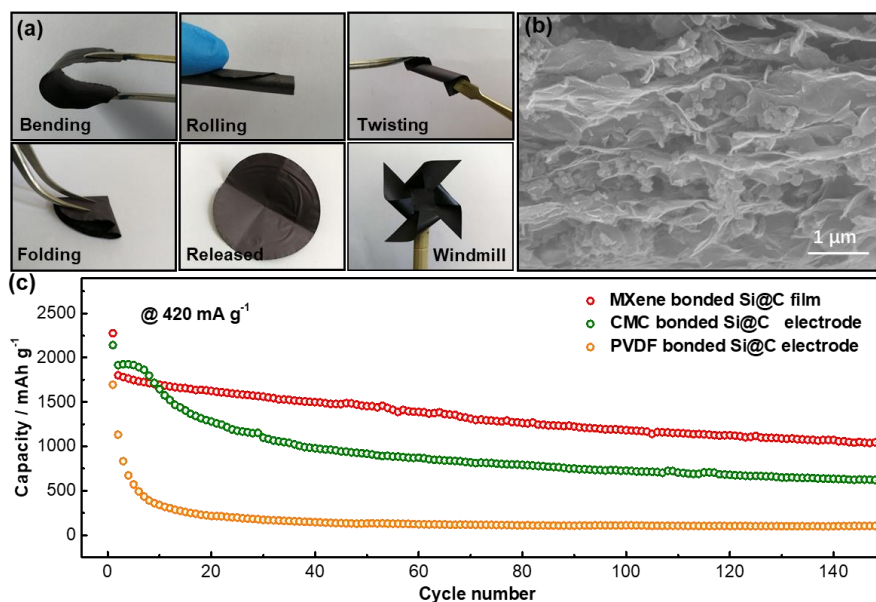 (a)
Bending
Rolling
Twisting
Folding
Released
Windmill
(b)
1 μm
(c)
@ 420 mA g⁻¹
MXene bonded Si@C film
CMC bonded Si@C electrode
PVDF bonded Si@C electrode
Capacity / mAh g⁻¹
2500
2000
1500
1000
500
0
0 20 40 60 80 100 120 140
Cycle number